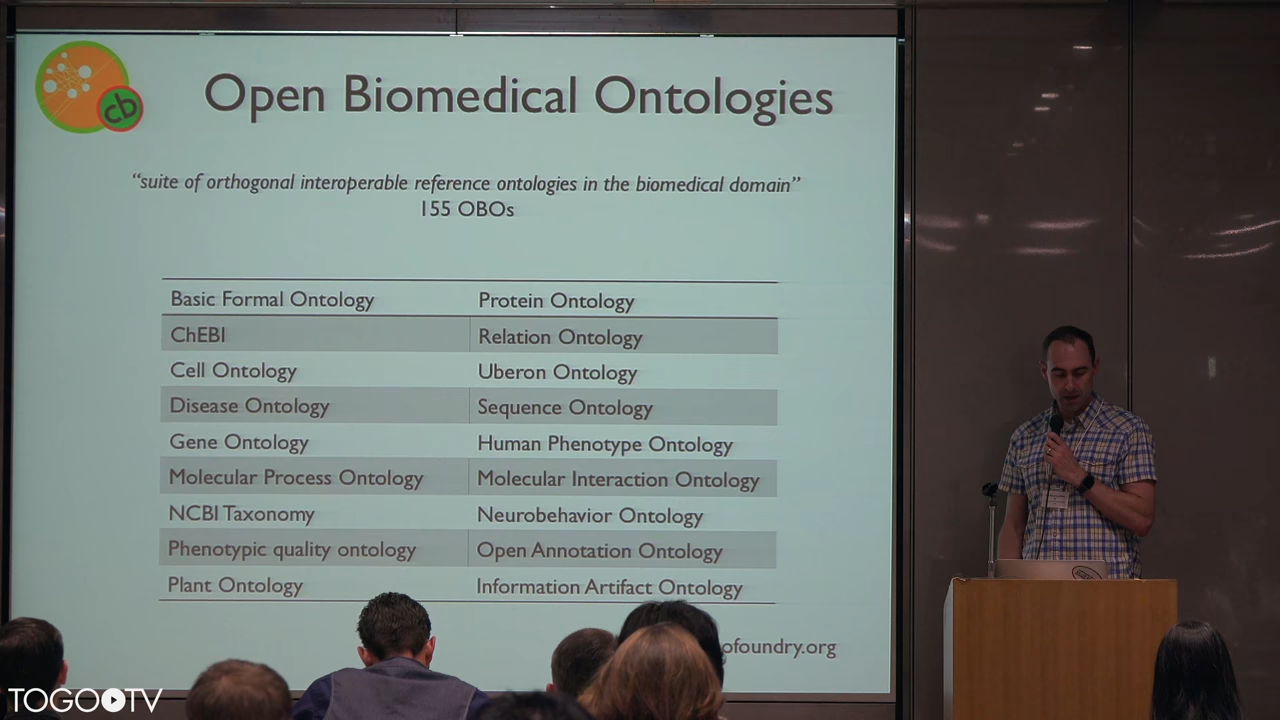 cb
Open Biomedical Ontologies
“suite of orthogonal interoperable reference ontologies in the biomedical domain”
155 OBOs
Basic Formal Ontology Protein Ontology
ChEBI Relation Ontology
Cell Ontology Uberon Ontology
Disease Ontology Sequence Ontology
Gene Ontology Human Phenotype Ontology
Molecular Process Ontology Molecular Interaction Ontology
NCBI Taxonomy Neurobehavior Ontology
Phenotypic quality ontology Open Annotation Ontology
Plant Ontology Information Artifact Ontology
ofoundry.org
TOGO TV